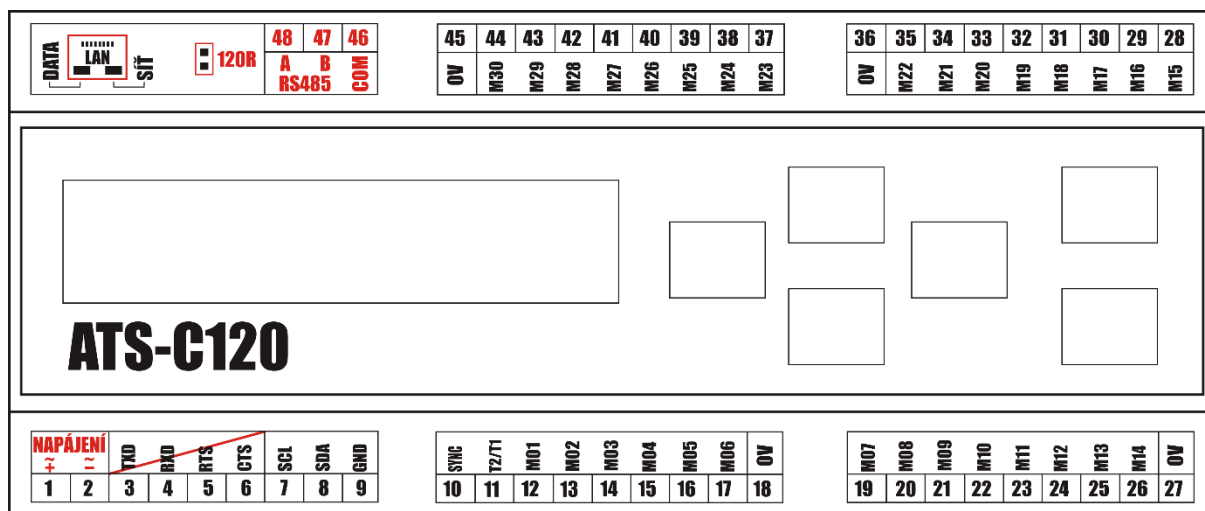 48 47 46 45 44 43 42 41 40 39 38 37 36 35 34 33 32 31 30 29 28
DATA LAN SÍŤ 120R A B COM 0V M30 M29 M28 M27 M26 M25 M24 M23 0V M22 M21 M20 M19 M18 M17 M16 M15
RS485
ATS-C120
NAPÁJENÍ TXD RXD RTS CTS SCL SDA GND SYNC T2/T1 M01 M02 M03 M04 M05 M06 0V M07 M08 M09 M10 M11 M12 M13 M14 0V
+ −
1 2 3 4 5 6 7 8 9 10 11 12 13 14 15 16 17 18 19 20 21 22 23 24 25 26 27